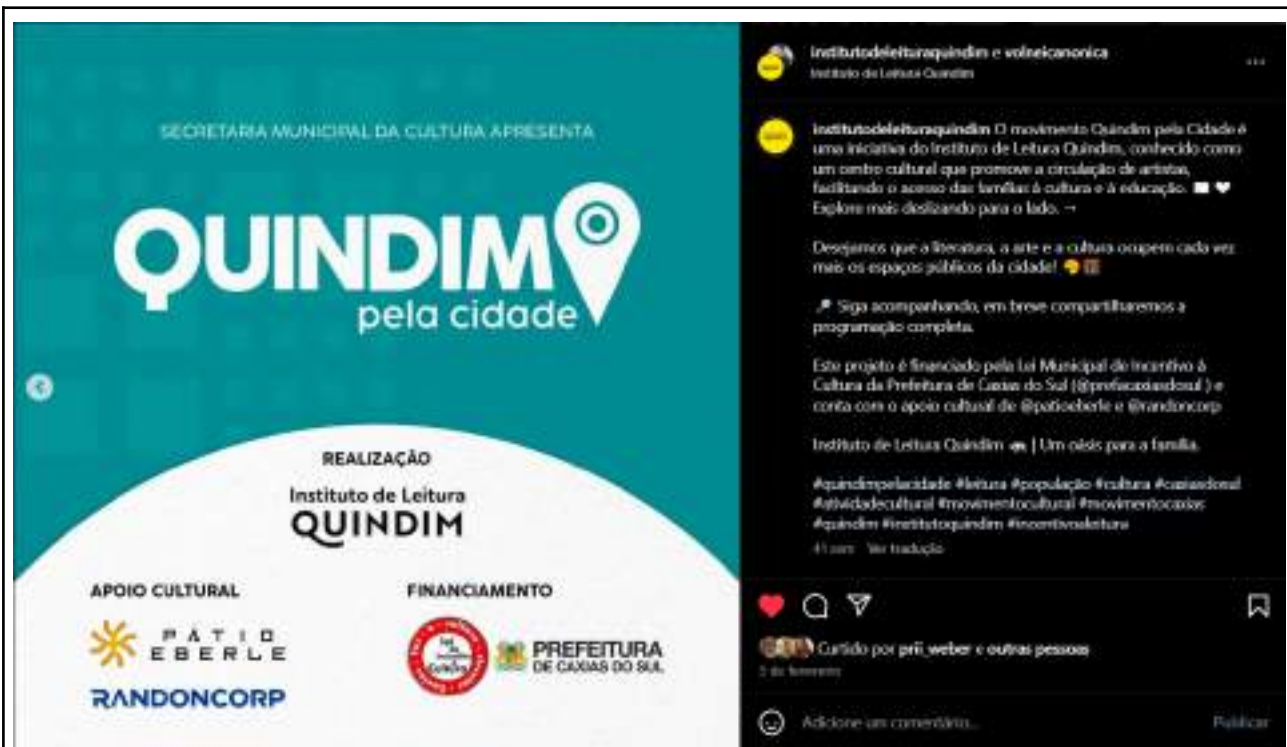 SECRETARIA MUNICIPAL DA CULTURA APRESENTA
QUINDIM
pela cidade
REALIZAÇÃO
Instituto de Leitura
QUINDIM
APOIO CULTURAL
PÁTIO
EBERLE
RANDONCORP
FINANCIAMENTO
PREFEITURA
DE CAXIAS DO SUL
institutodeleituraquindim e volneicanonica
Instituto de Leitura Quindim
institutodeleituraquindim O movimento Quindim pela Cidade é
uma iniciativa do Instituto de Leitura Quindim, conhecido como
um centro cultural que promove a circulação de artistas,
facilitando o acesso das famílias à cultura e à educação.
Explore mais deslizando para o lado. →
Desejamos que a literatura, a arte e a cultura ocupem cada vez
mais os espaços públicos da cidade!
Siga acompanhando, em breve compartilharemos a
programação completa.
Este projeto é financiado pela Lei Municipal de Incentivo à
Cultura da Prefeitura de Caxias do Sul (@prefacaxiasdosul ) e
conta com o apoio cultural de @patioeberle e @randoncorp
Instituto de Leitura Quindim | Um oásis para a família.
#quindimpelacidade #leitura #população #cultura #caxiasdosul
#atividadecultural #movimentocultural #movimentocaxias
#quindim #institutoquindim #incentivoaleitura
41 sem Ver tradução
Curtido por prii_weber e outras pessoas
de fevereiro
Adicione um comentário...
Publicar